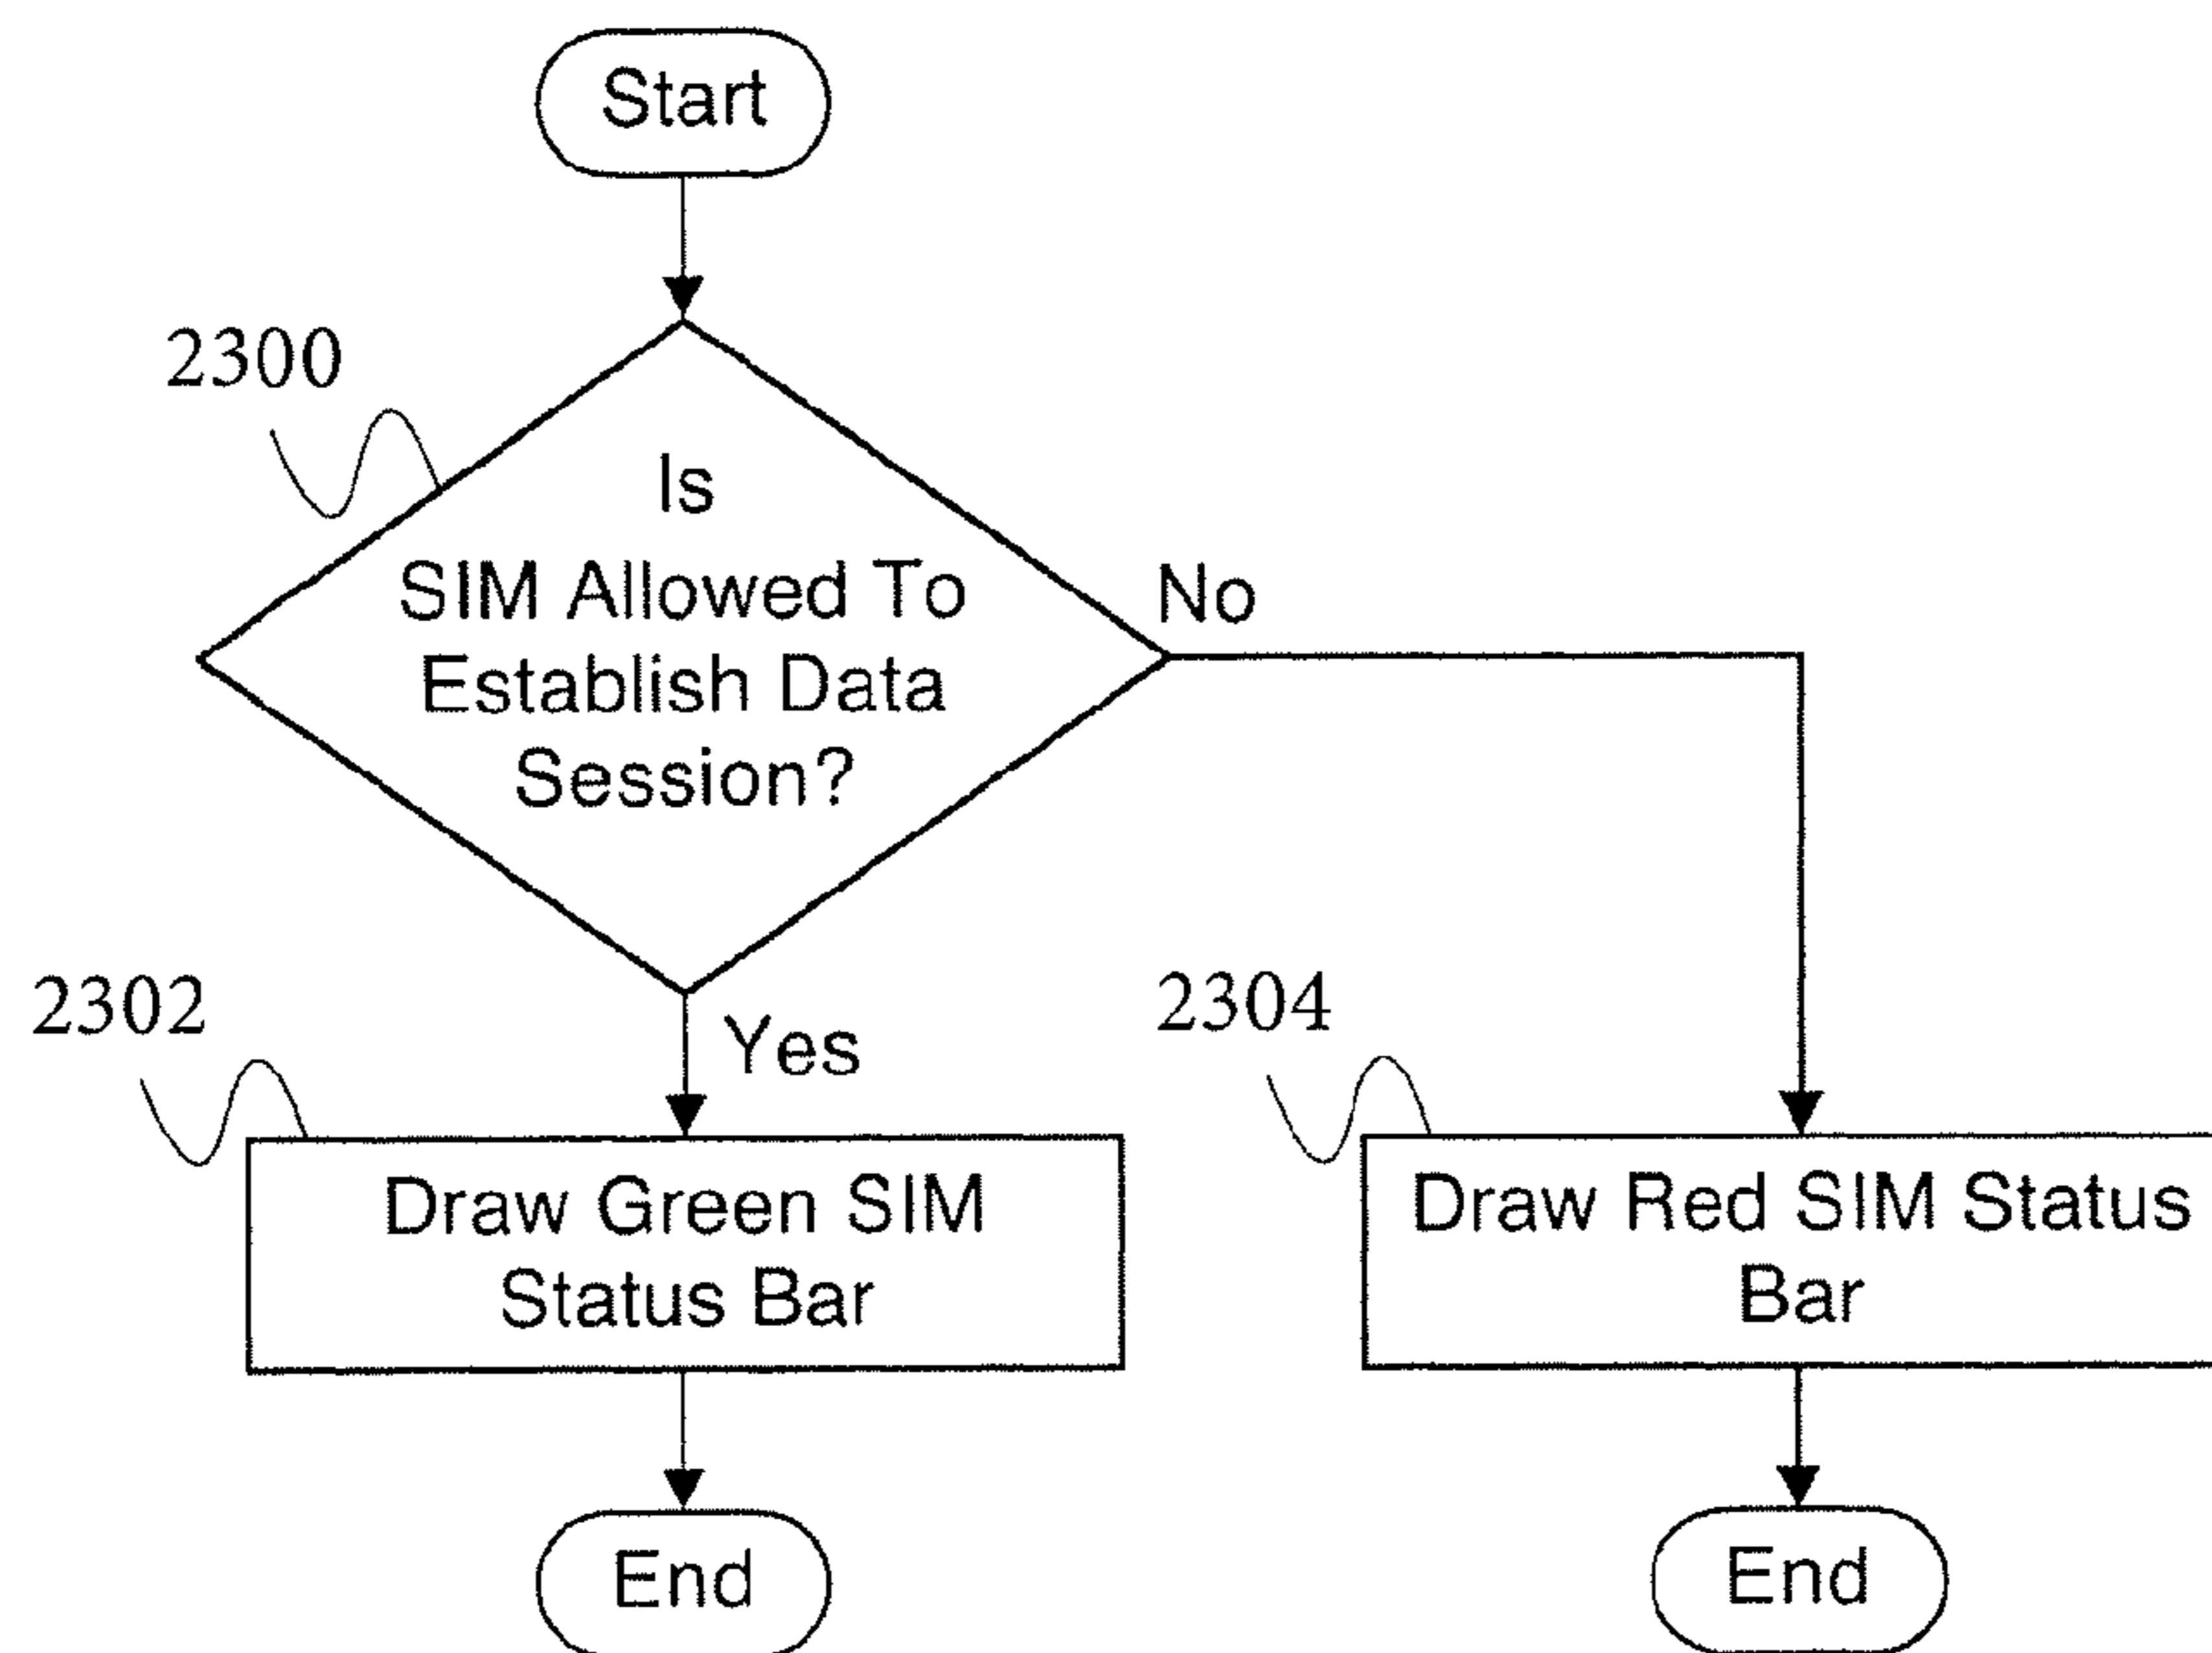 Start
2300
Is
SIM Allowed To
Establish Data
Session?
No
Yes
2302
Draw Green SIM
Status Bar
2304
Draw Red SIM Status
Bar
End
End